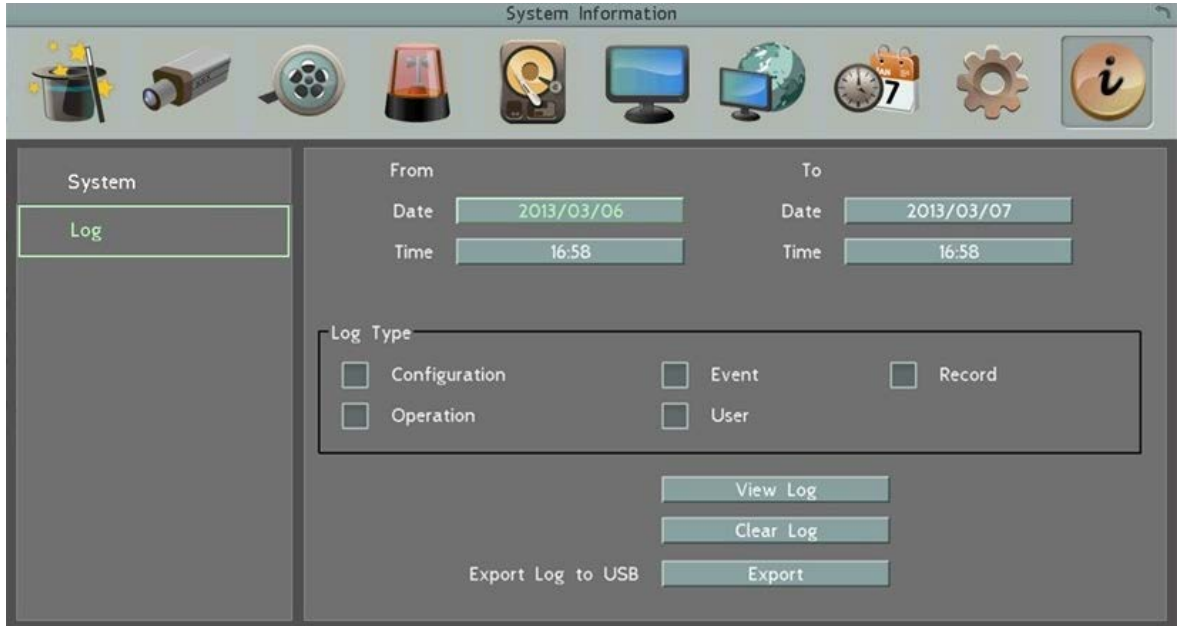 System Information
System
Log
From To
Date 2013/03/06 Date 2013/03/07
Time 16:58 Time 16:58
Log Type
Configuration Event Record
Operation User
View Log
Clear Log
Export Log to USB Export